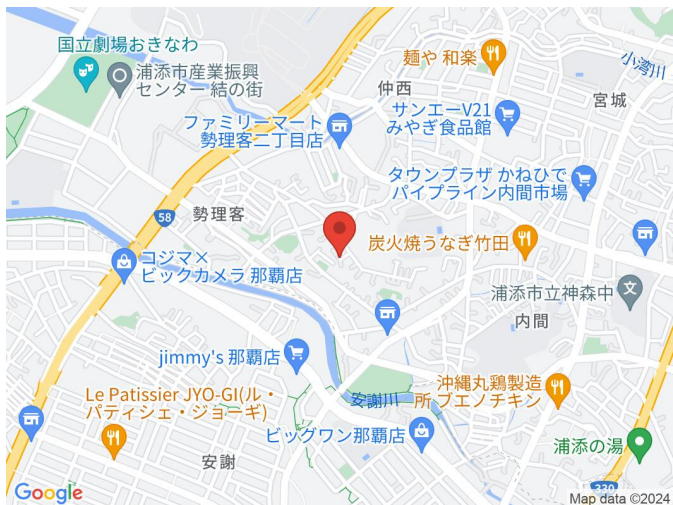 国立劇場おきなわ
浦添市産業振興
センター 結の街
麺や 和楽
小湾川
仲西
宮城
ファミリーマート
勢理客二丁目店
サンエーV21
みやぎ食品館
タウンプラザ かねひで
パイプライン内間市場
58
勢理客
炭火焼うなぎ竹田
コジマ×
ビックカメラ 那覇店
浦添市立神森中
文
内間
jimmy's 那覇店
Le Patissier JYO-GI(ル・
パティシェ・ジョーギ)
安謝川
沖縄丸鶏製造
所 ブエノチキン
ビッグワン那覇店
安謝
浦添の湯
330
Google
Map data ©2024